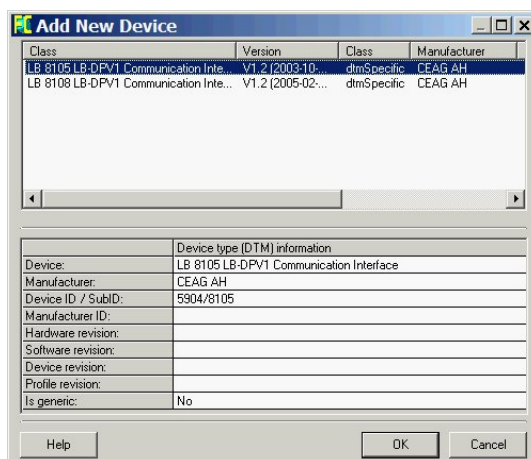 Add New Device
Class Version Class Manufacturer
LB 8105 LB-DPV1 Communication Inte... V1.2 (2003-10-... dtmSpecific CEAG AH
LB 8108 LB-DPV1 Communication Inte... V1.2 (2005-02-... dtmSpecific CEAG AH
Device type (DTM) information
Device: LB 8105 LB-DPV1 Communication Interface
Manufacturer: CEAG AH
Device ID / SubID: 5904/8105
Manufacturer ID:
Hardware revision:
Software revision:
Device revision:
Profile revision:
Is generic: No
Help OK Cancel